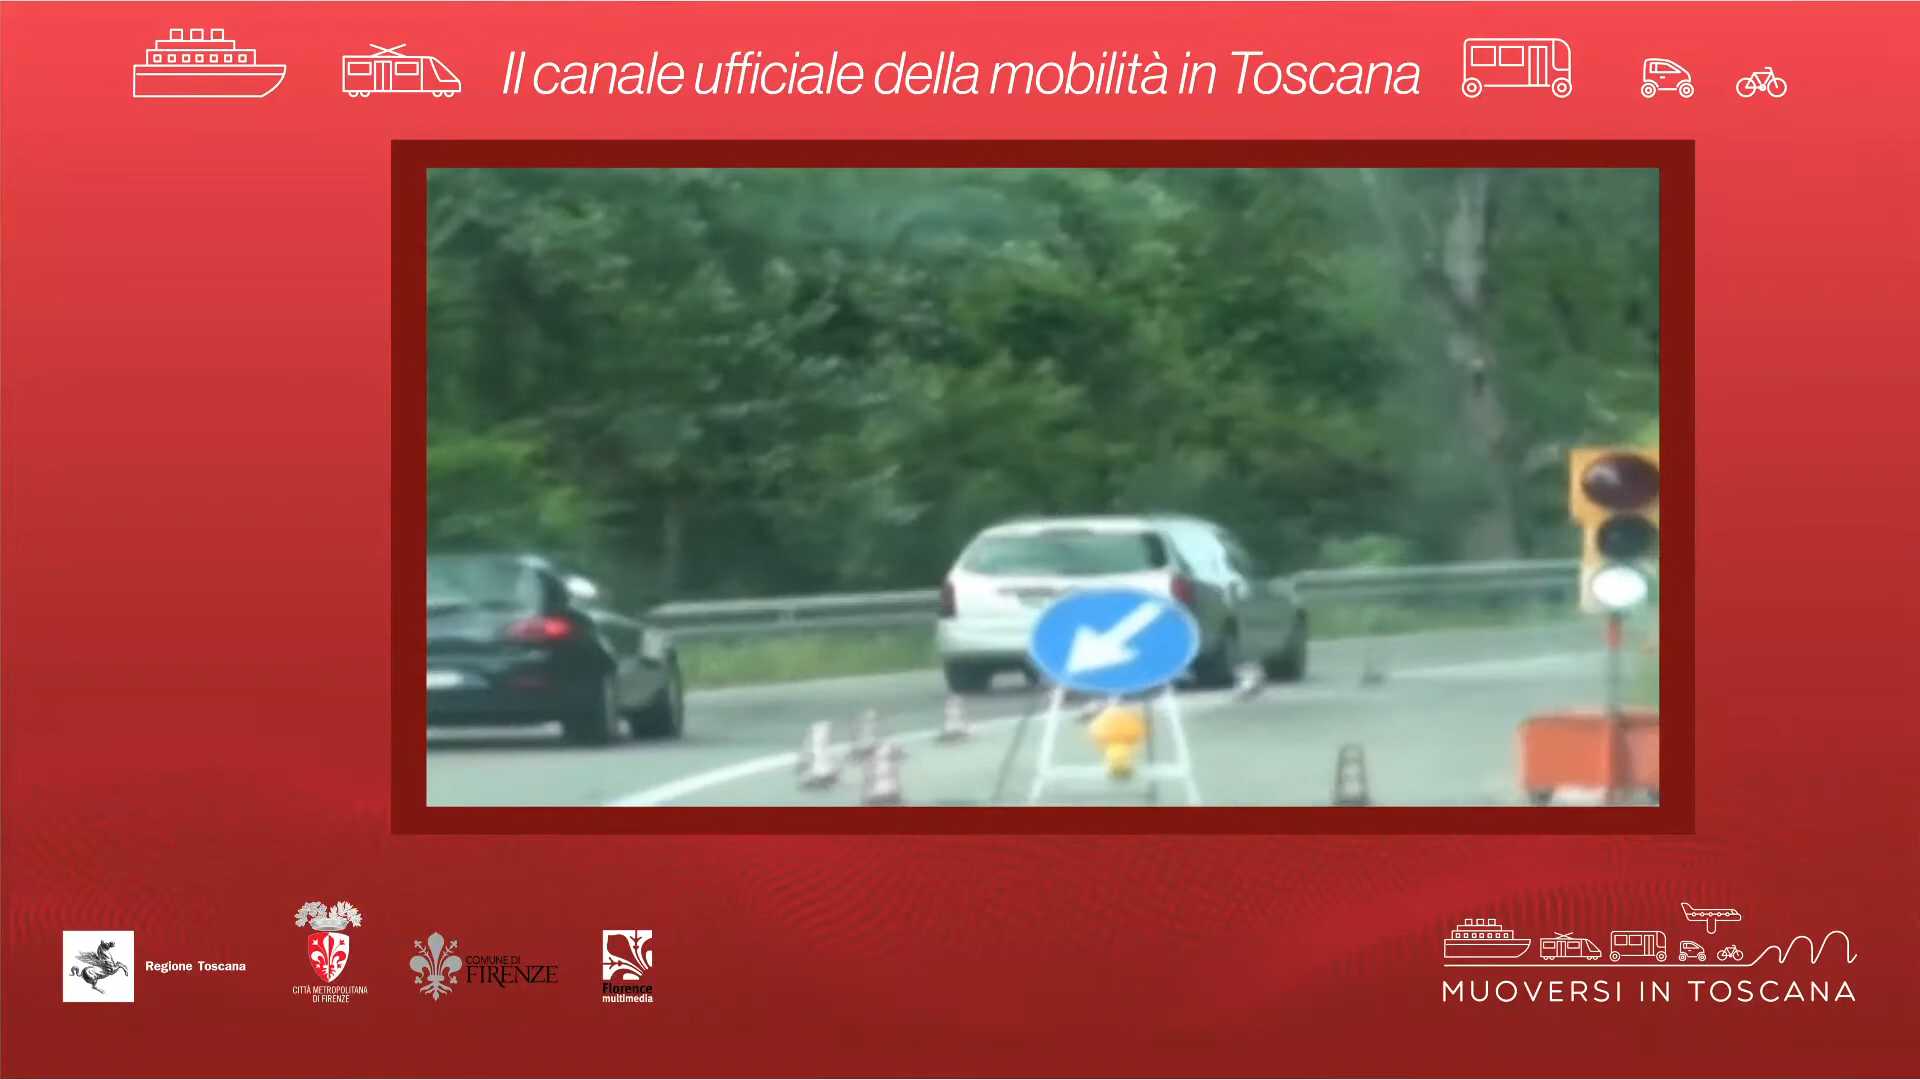 Il canale ufficiale della mobilità in Toscana
Regione Toscana
CITTÀ METROPOLITANA
DI FIRENZE
COMUNE DI
FIRENZE
Florence
multimedia
MUOVERSI IN TOSCANA